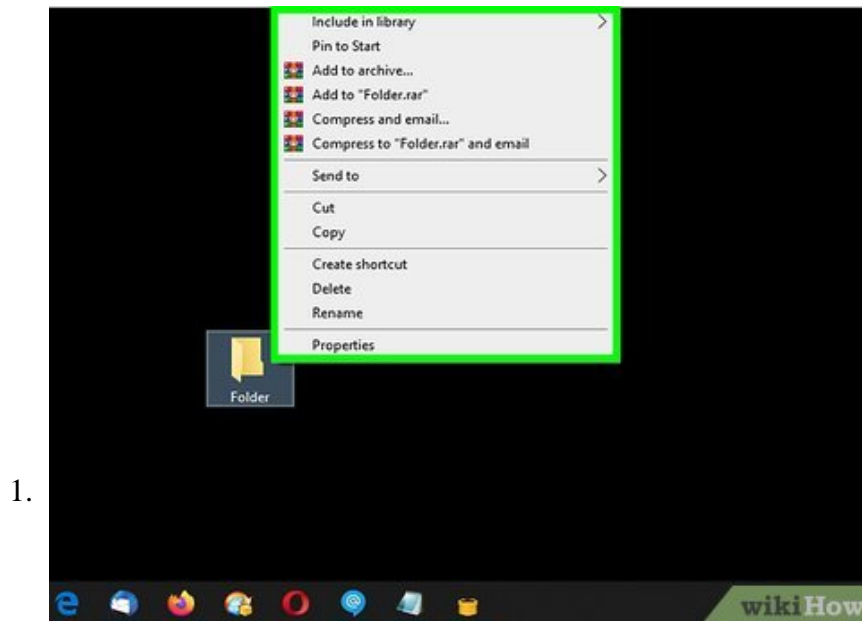 Include in library
Pin to Start
Add to archive...
Add to "Folder.rar"
Compress and email...
Compress to "Folder.rar" and email
Send to
Cut
Copy
Create shortcut
Delete
Rename
Properties
Folder
1.
wikiHow